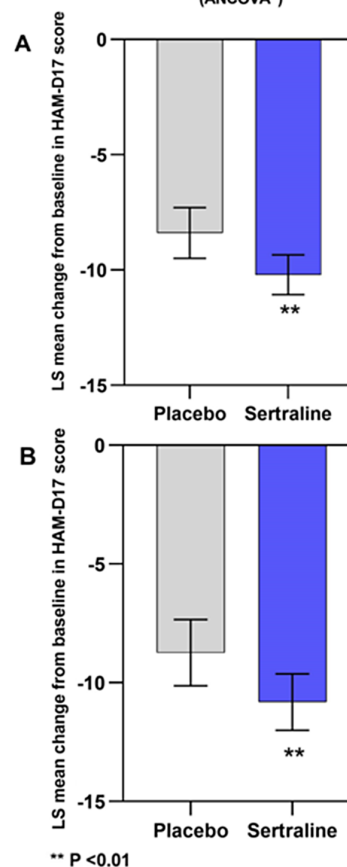 (ANCOVA )
A
LS mean change from baseline in HAM-D17 score
0
-5
-10
-15
**
Placebo Sertraline
B
LS mean change from baseline in HAM-D17 score
0
-5
-10
-15
**
Placebo Sertraline
** P <0.01